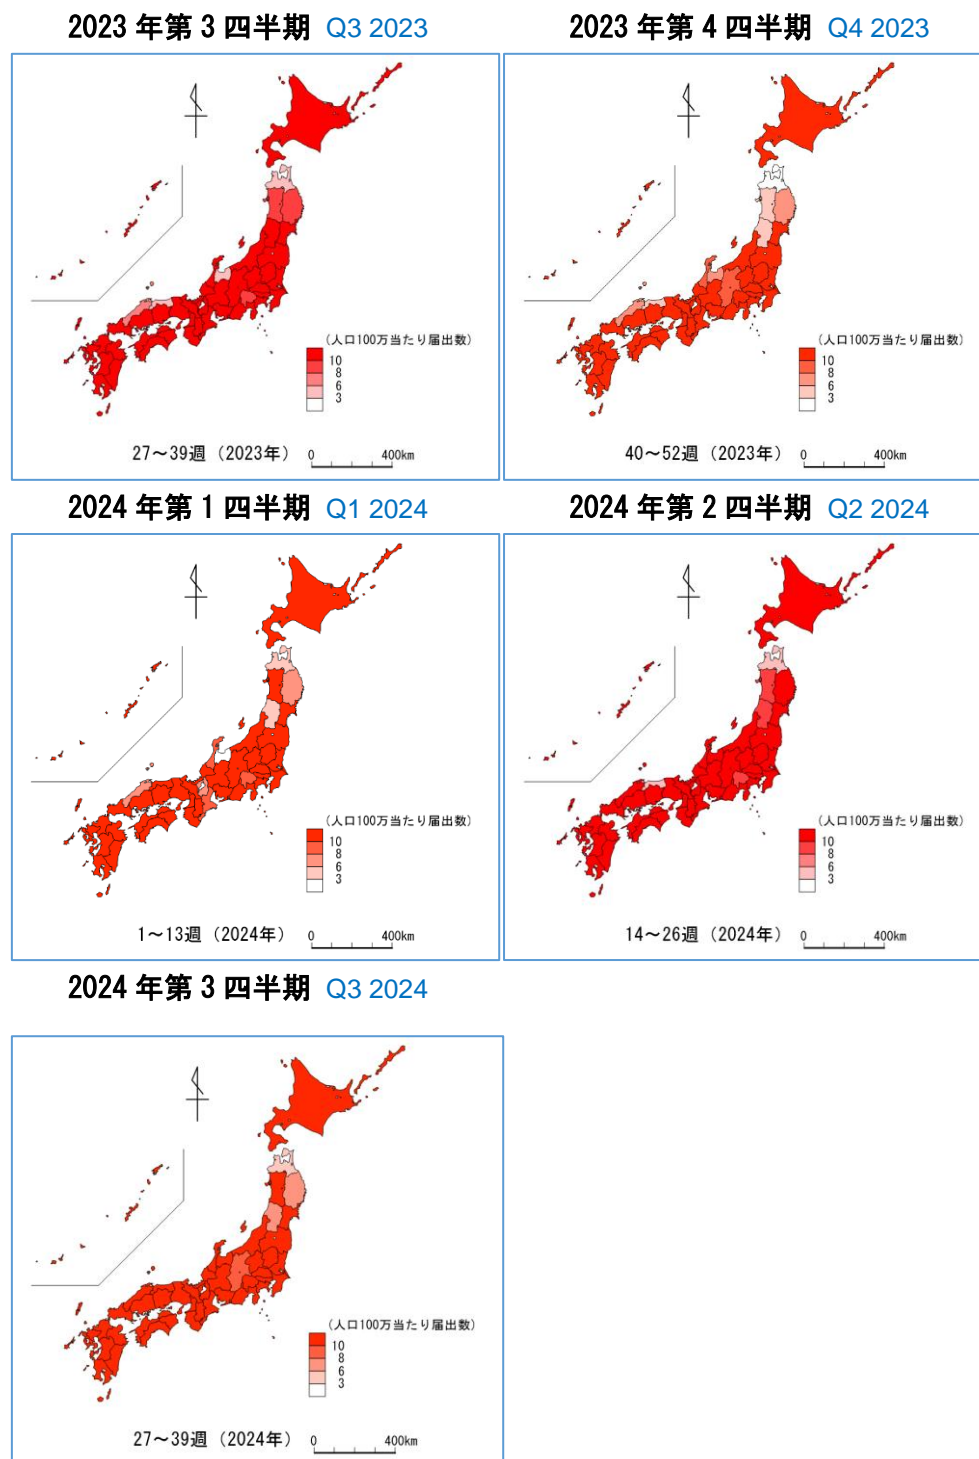 2023 年第 3 四半期 Q3 2023
(人口100万当たり届出数)
10
8
6
3
27～39週（2023年） 0 400km
2023 年第 4 四半期 Q4 2023
(人口100万当たり届出数)
10
8
6
3
40～52週（2023年） 0 400km
2024 年第 1 四半期 Q1 2024
(人口100万当たり届出数)
10
8
6
3
1～13週（2024年） 0 400km
2024 年第 2 四半期 Q2 2024
(人口100万当たり届出数)
10
8
6
3
14～26週（2024年） 0 400km
2024 年第 3 四半期 Q3 2024
(人口100万当たり届出数)
10
8
6
3
27～39週（2024年） 0 400km